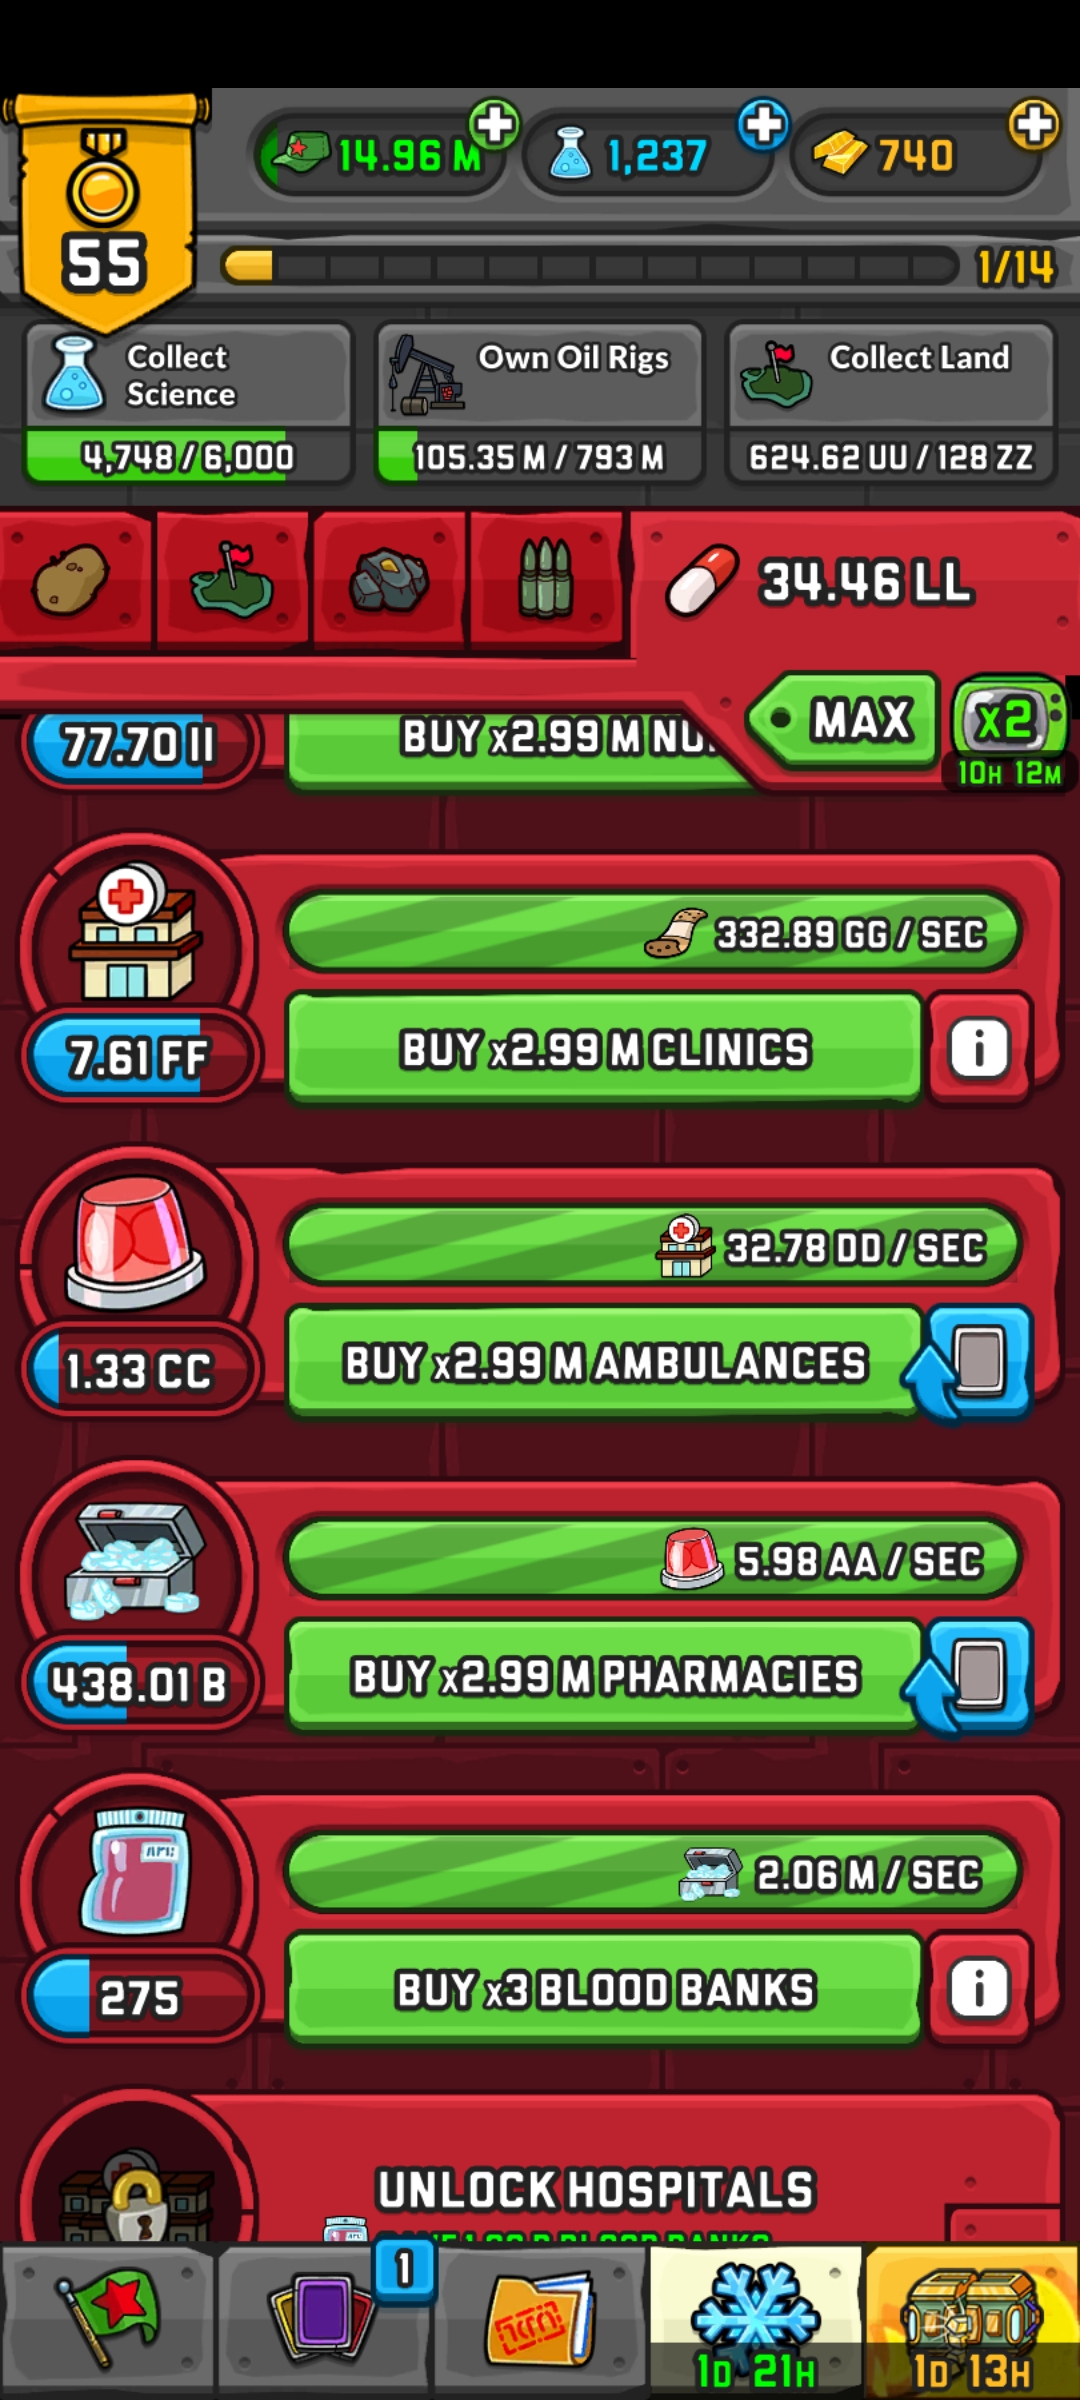 14.96 M
1,237
740
55
1/14
Collect
Science
4,748 / 6,000
Own Oil Rigs
105.35 M / 793 M
Collect Land
624.62 UU / 128 ZZ
34.46 LL
MAX
x2
10H 12M
77.70 II
BUY x2.99 M
332.89 GG / SEC
7.61 FF
BUY x2.99 M CLINICS
i
32.78 DD / SEC
1.33 CC
BUY x2.99 M AMBULANCES
5.98 AA / SEC
438.01 B
BUY x2.99 M PHARMACIES
2.06 M / SEC
275
BUY x3 BLOOD BANKS
i
UNLOCK HOSPITALS
BLOOD BANKS
1
1D 21H
1D 13H